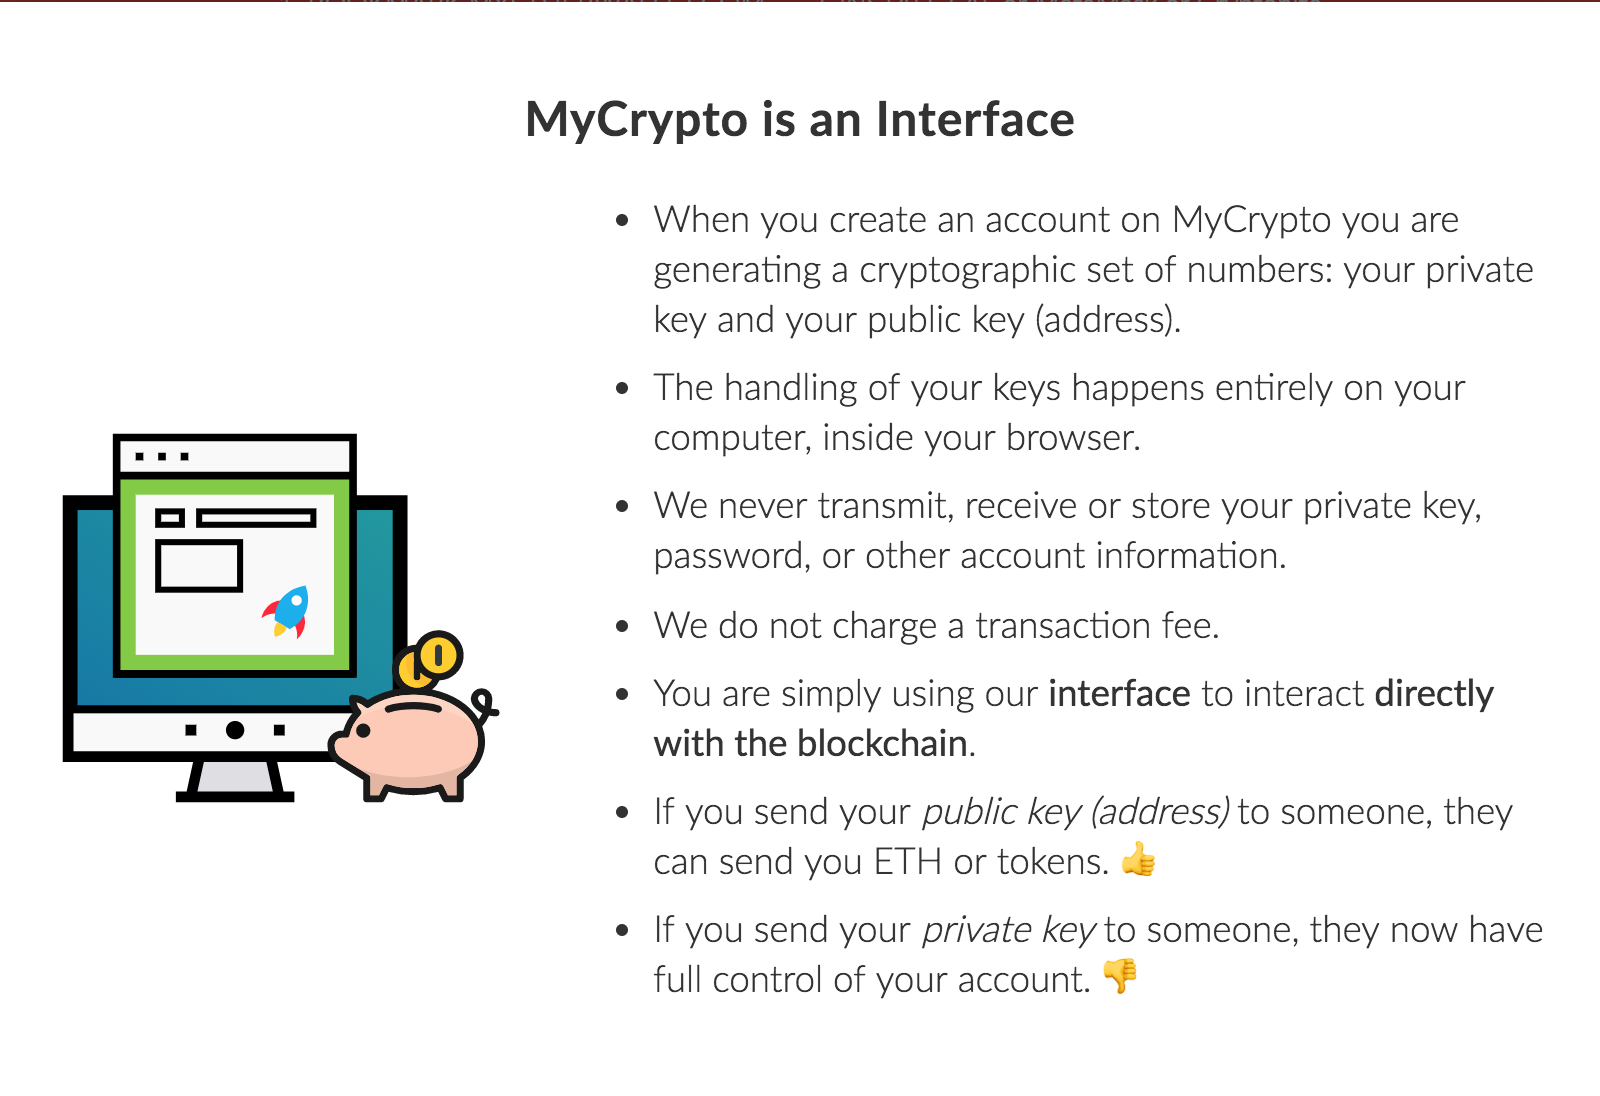 MyCrypto is an Interface
When you create an account on MyCrypto you are
generating a cryptographic set of numbers: your private
key and your public key (address).
The handling of your keys happens entirely on your
computer, inside your browser.
We never transmit, receive or store your private key,
password, or other account information.
We do not charge a transaction fee.
You are simply using our interface to interact directly
with the blockchain.
If you send your public key (address) to someone, they
can send you ETH or tokens. 👍
If you send your private key to someone, they now have
full control of your account. 👎